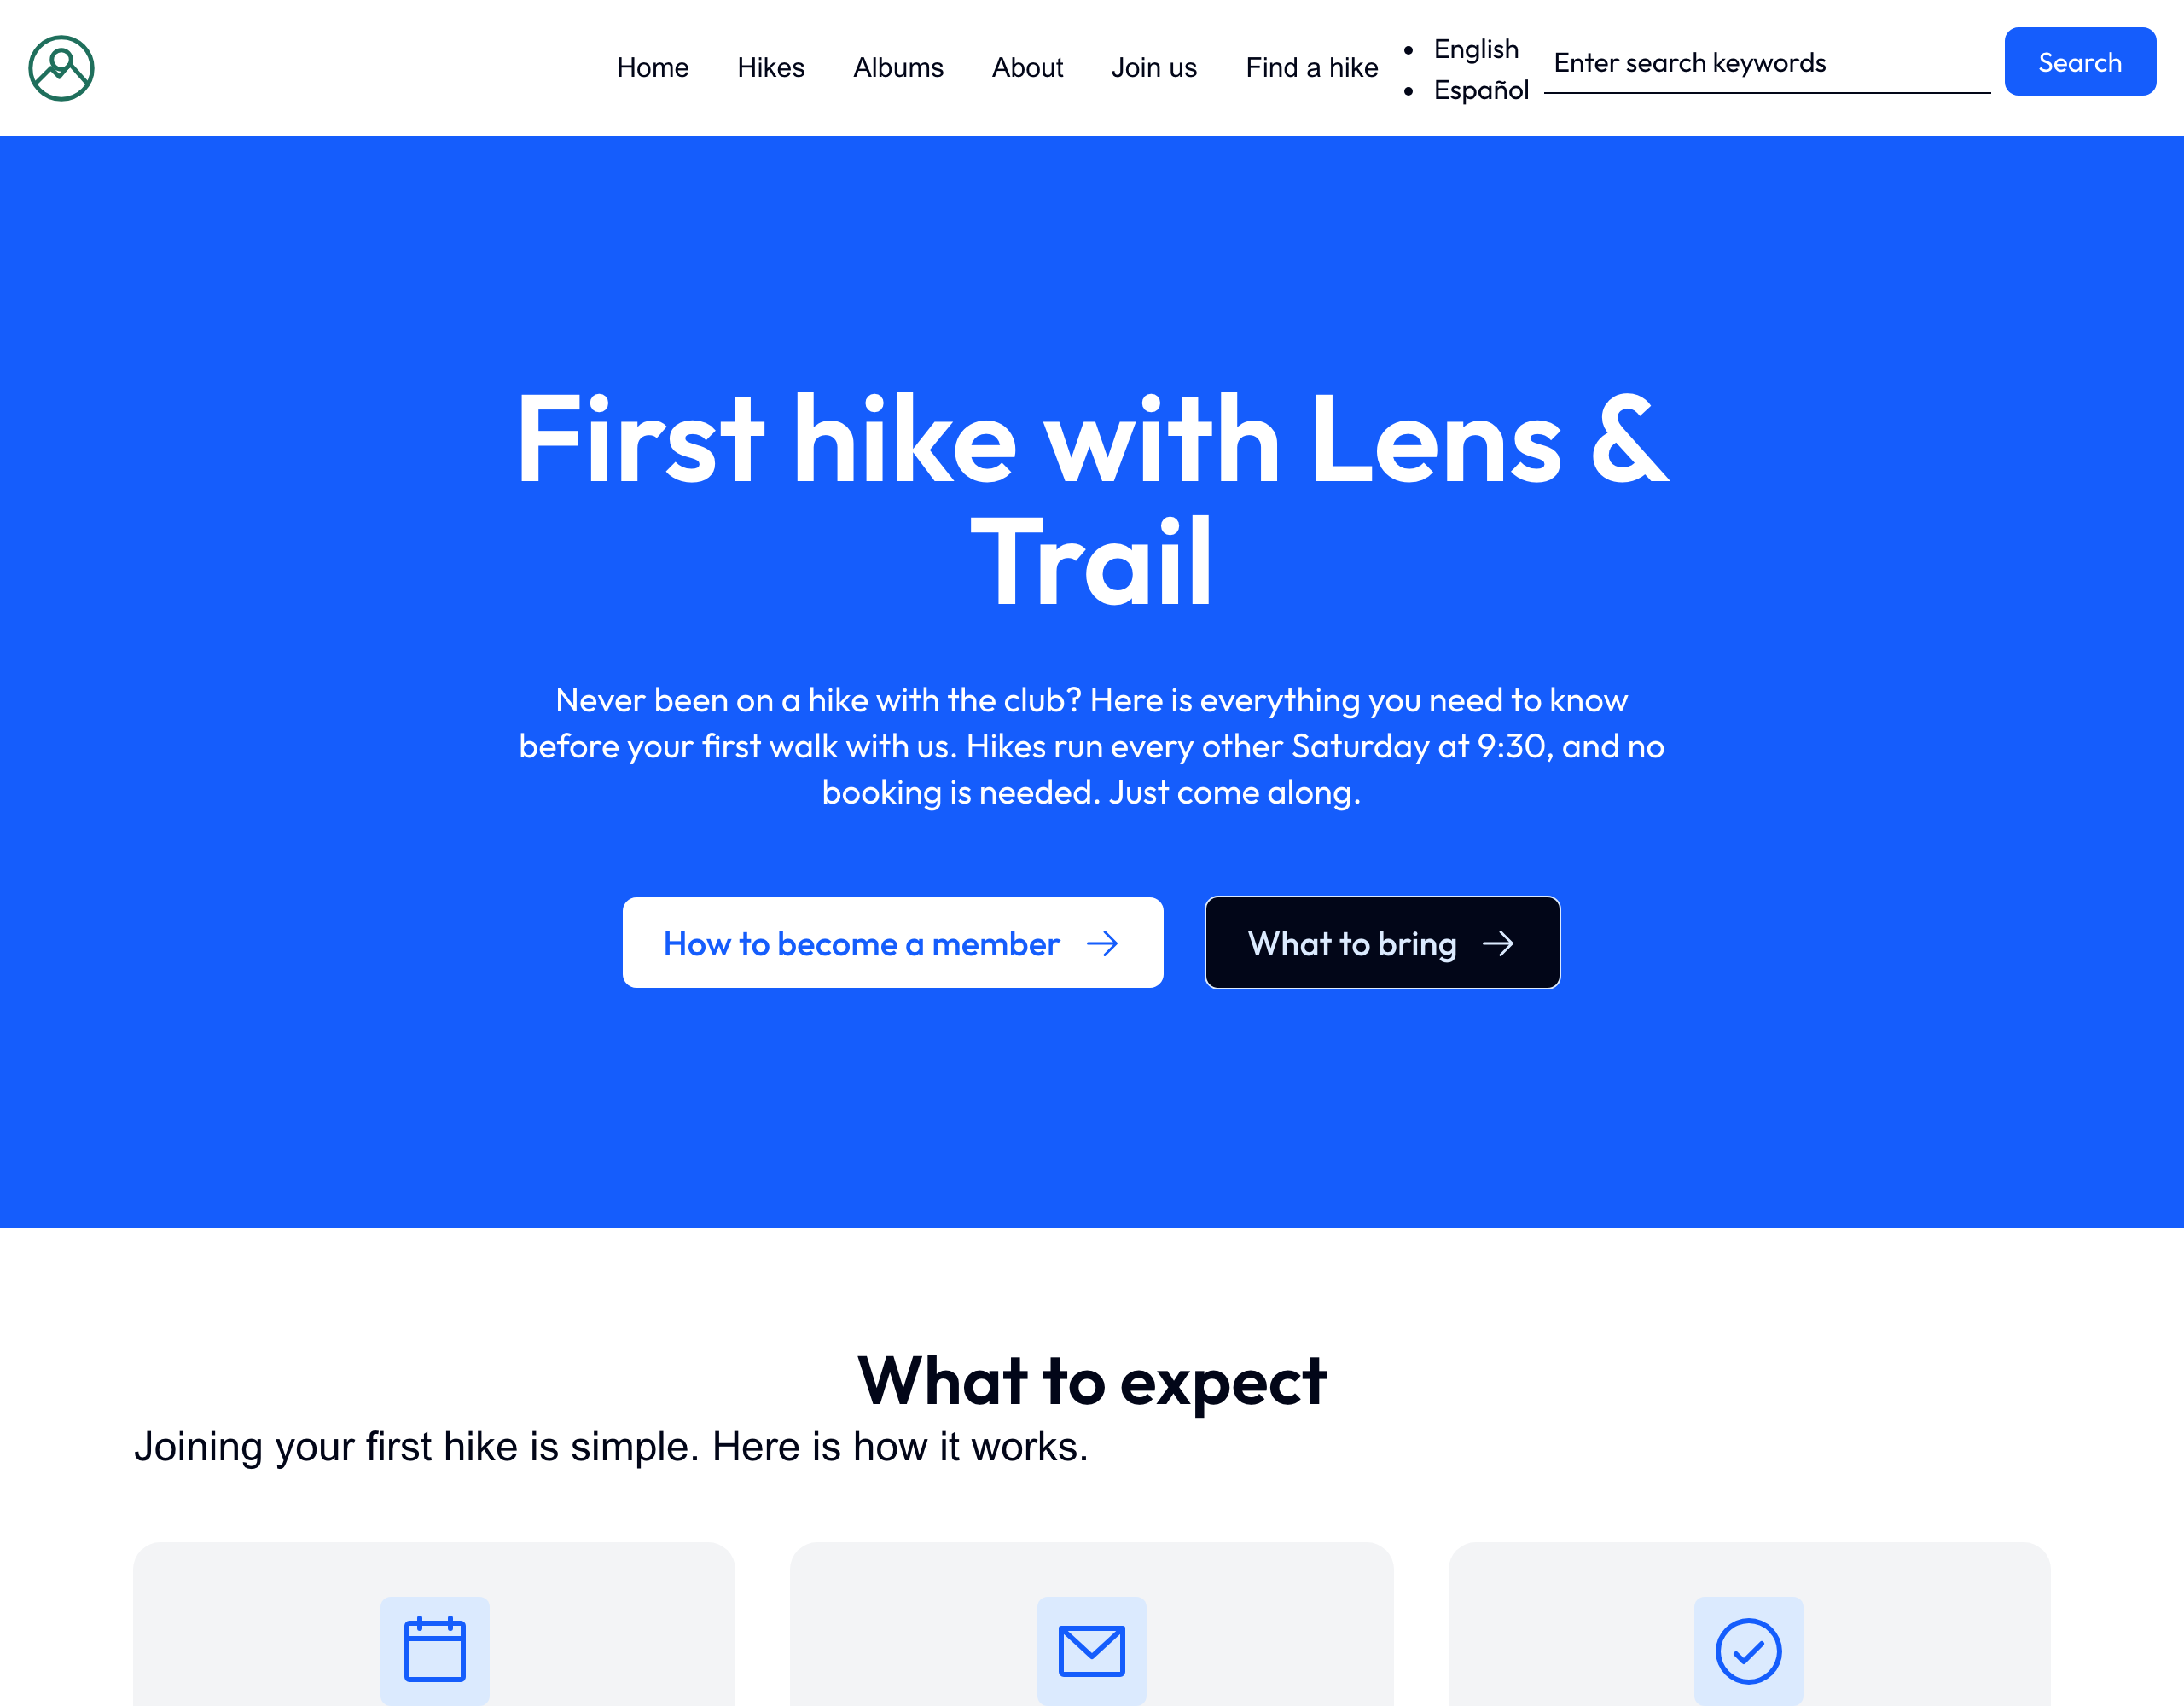 Home Hikes Albums About Join us Find a hike
English
Español
Enter search keywords
Search
First hike with Lens &
Trail
Never been on a hike with the club? Here is everything you need to know
before your first walk with us. Hikes run every other Saturday at 9:30, and no
booking is needed. Just come along.
How to become a member
What to bring
What to expect
Joining your first hike is simple. Here is how it works.